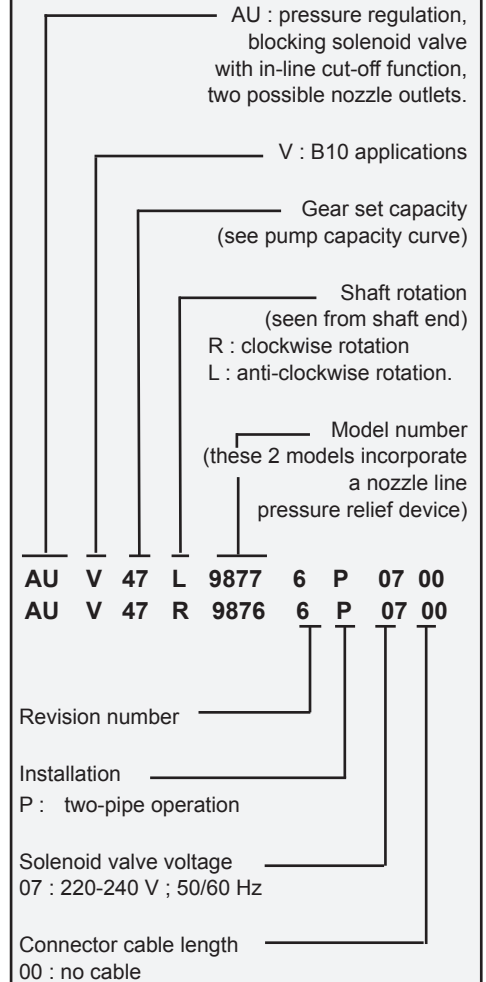 AU : pressure regulation,
blocking solenoid valve
with in-line cut-off function,
two possible nozzle outlets.
V : B10 applications
Gear set capacity
(see pump capacity curve)
Shaft rotation
(seen from shaft end)
R : clockwise rotation
L : anti-clockwise rotation.
Model number
(these 2 models incorporate
a nozzle line
pressure relief device)
AU V 47 L 9877 6 P 07 00
AU V 47 R 9876 6 P 07 00
Revision number
Installation
P : two-pipe operation
Solenoid valve voltage
07 : 220-240 V ; 50/60 Hz
Connector cable length
00 : no cable